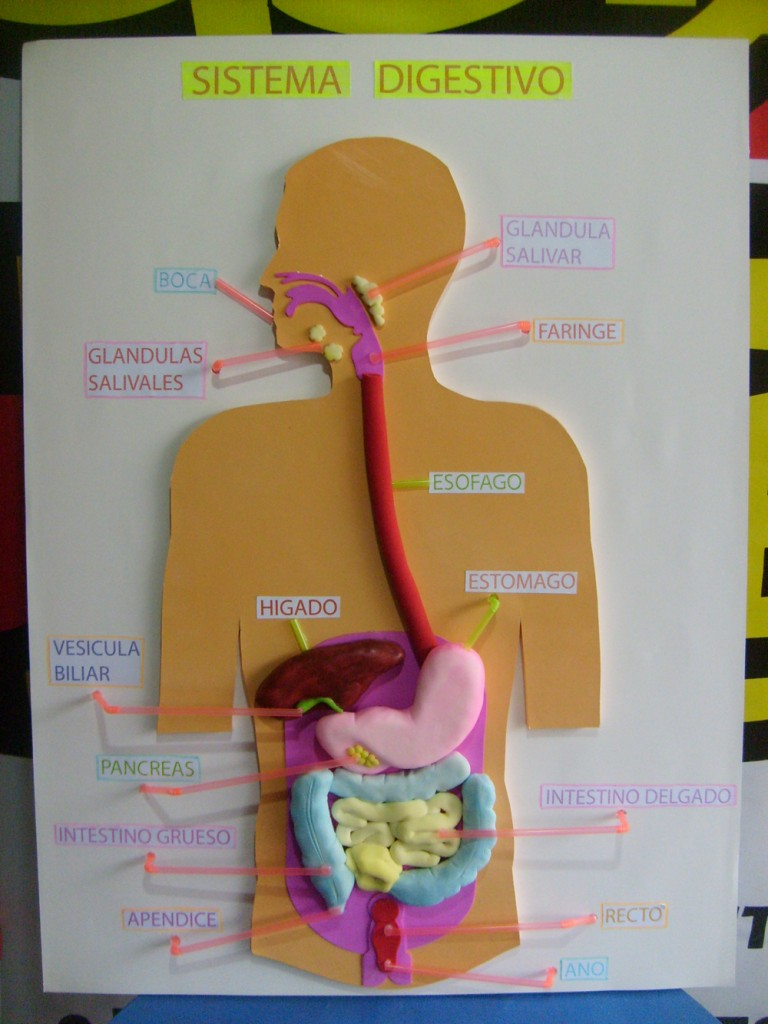 SISTEMA DIGESTIVO
GLANDULA
SALIVAR
BOCA
FARINGE
GLANDULAS
SALIVALES
ESOFAGO
ESTOMAGO
HIGADO
VESICULA
BILIAR
PANCREAS
INTESTINO DELGADO
INTESTINO GRUESO
APENDICE
RECTO
ANO